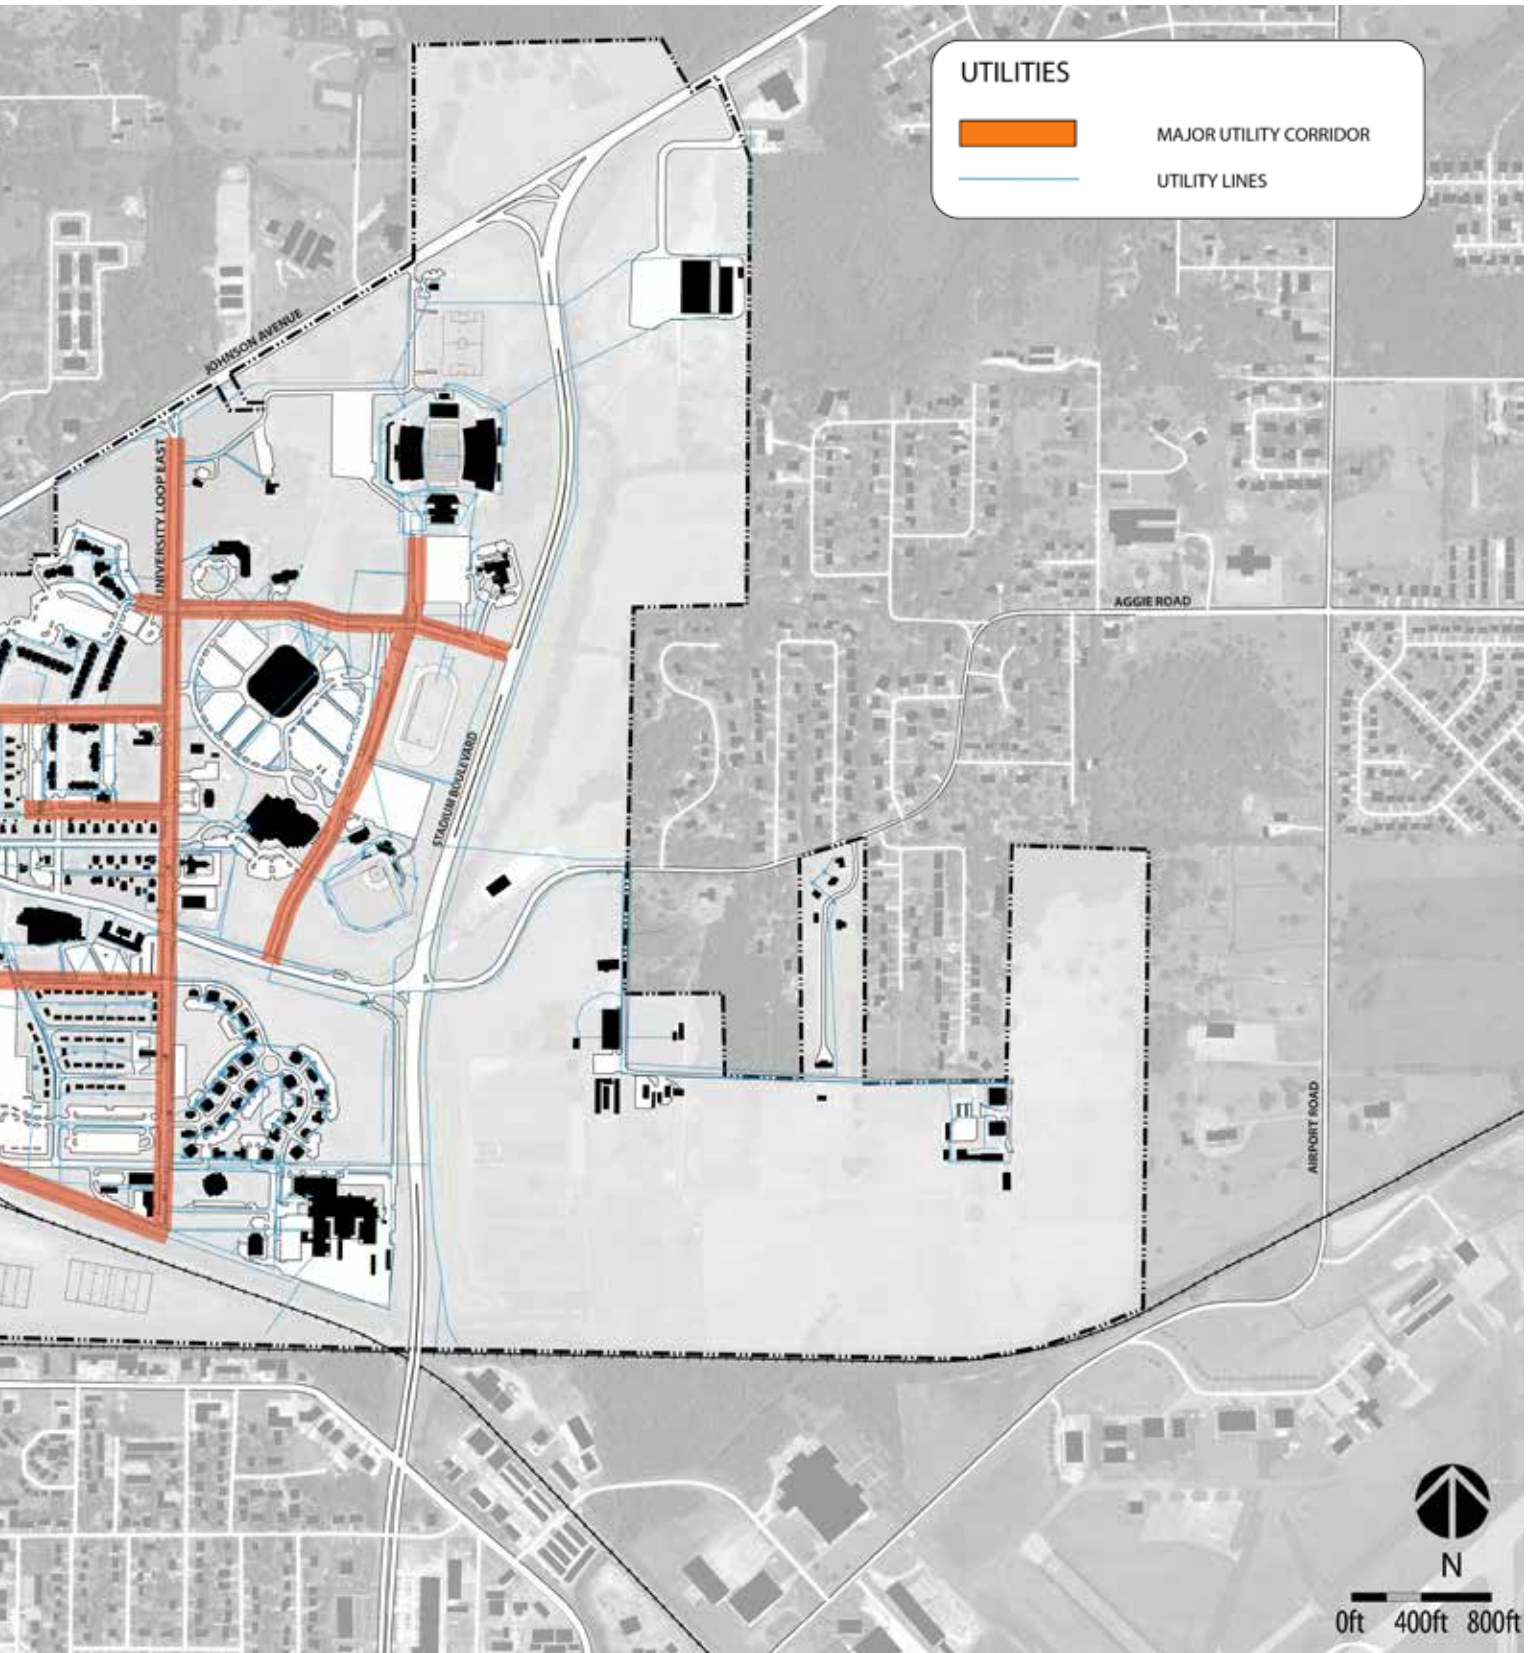 UTILITIES
MAJOR UTILITY CORRIDOR
UTILITY LINES
JOHNSON AVENUE
UNIVERSITY LOOP EAST
AGGIE ROAD
STADIUM BOULEVARD
AIRPORT ROAD
N
0ft 400ft 800ft